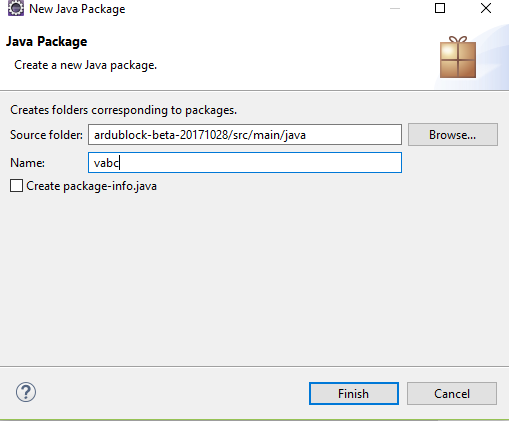 New Java Package
Java Package
Create a new Java package.
Creates folders corresponding to packages.
Source folder: ardublock-beta-20171028/src/main/java Browse...
Name: vabc
Create package-info.java
? Finish Cancel